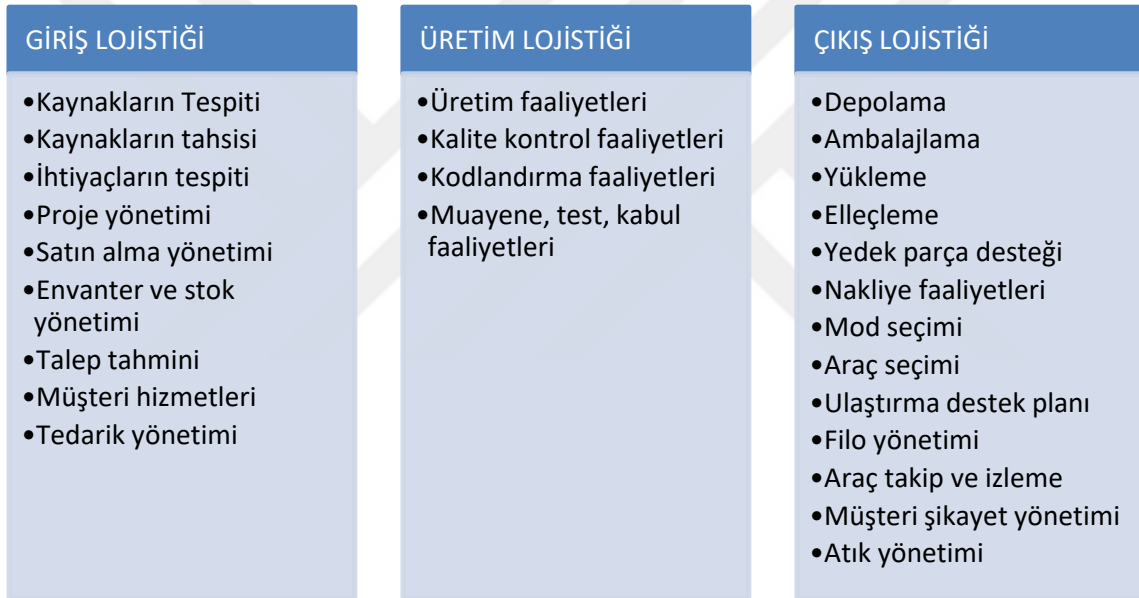 GİRİŞ LOJİSTİĞİ
•Kaynakların Tespiti
•Kaynakların tahsisi
•İhtiyaçların tespiti
•Proje yönetimi
•Satın alma yönetimi
•Envanter ve stok
yönetimi
•Talep tahmini
•Müşteri hizmetleri
•Tedarik yönetimi
ÜRETİM LOJİSTİĞİ
•Üretim faaliyetleri
•Kalite kontrol faaliyetleri
•Kodlandırma faaliyetleri
•Muayene, test, kabul
faaliyetleri
ÇIKIŞ LOJİSTİĞİ
•Depolama
•Ambalajlama
•Yükleme
•Elleçleme
•Yedek parça desteği
•Nakliye faaliyetleri
•Mod seçimi
•Araç seçimi
•Ulaştırma destek planı
•Filo yönetimi
•Araç takip ve izleme
•Müşteri şikayet yönetimi
•Atık yönetimi